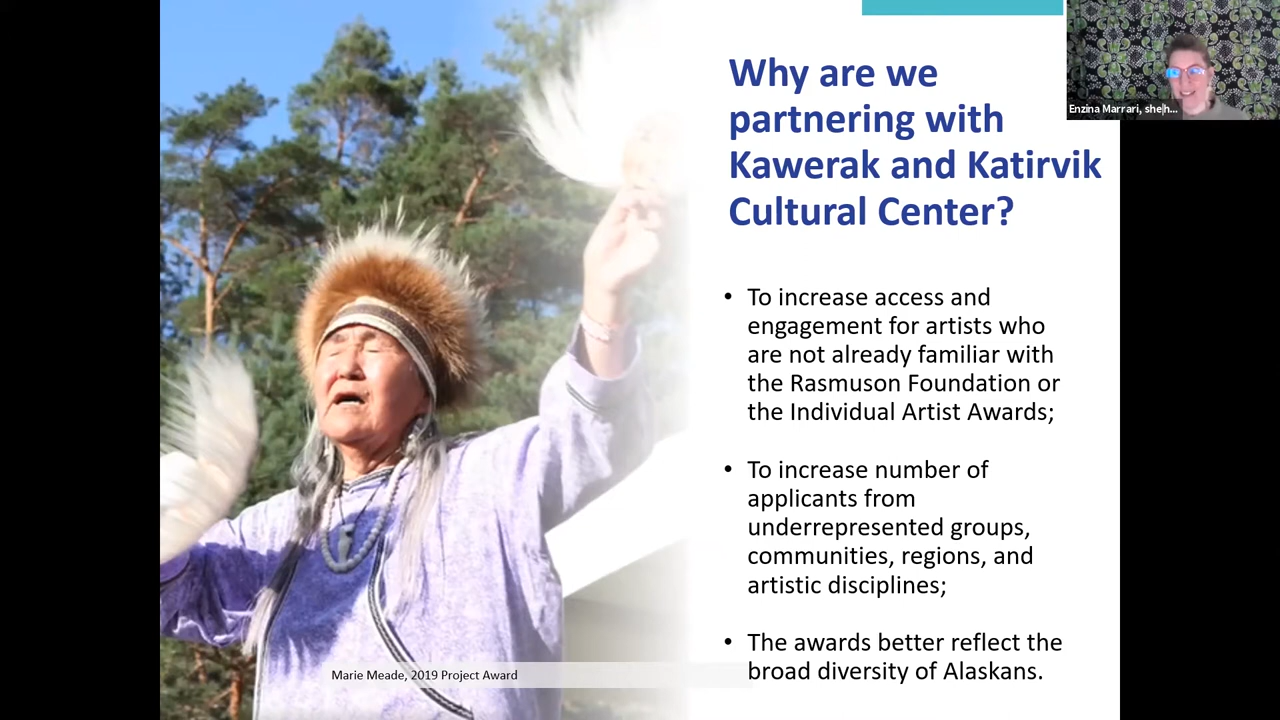 Why are we
partnering with
Kawerak and Katirvik
Cultural Center?
• To increase access and
engagement for artists who
are not already familiar with
the Rasmuson Foundation or
the Individual Artist Awards;
• To increase number of
applicants from
underrepresented groups,
communities, regions, and
artistic disciplines;
• The awards better reflect the
broad diversity of Alaskans.
Marie Meade, 2019 Project Award
Enzina Marrari, she|h...